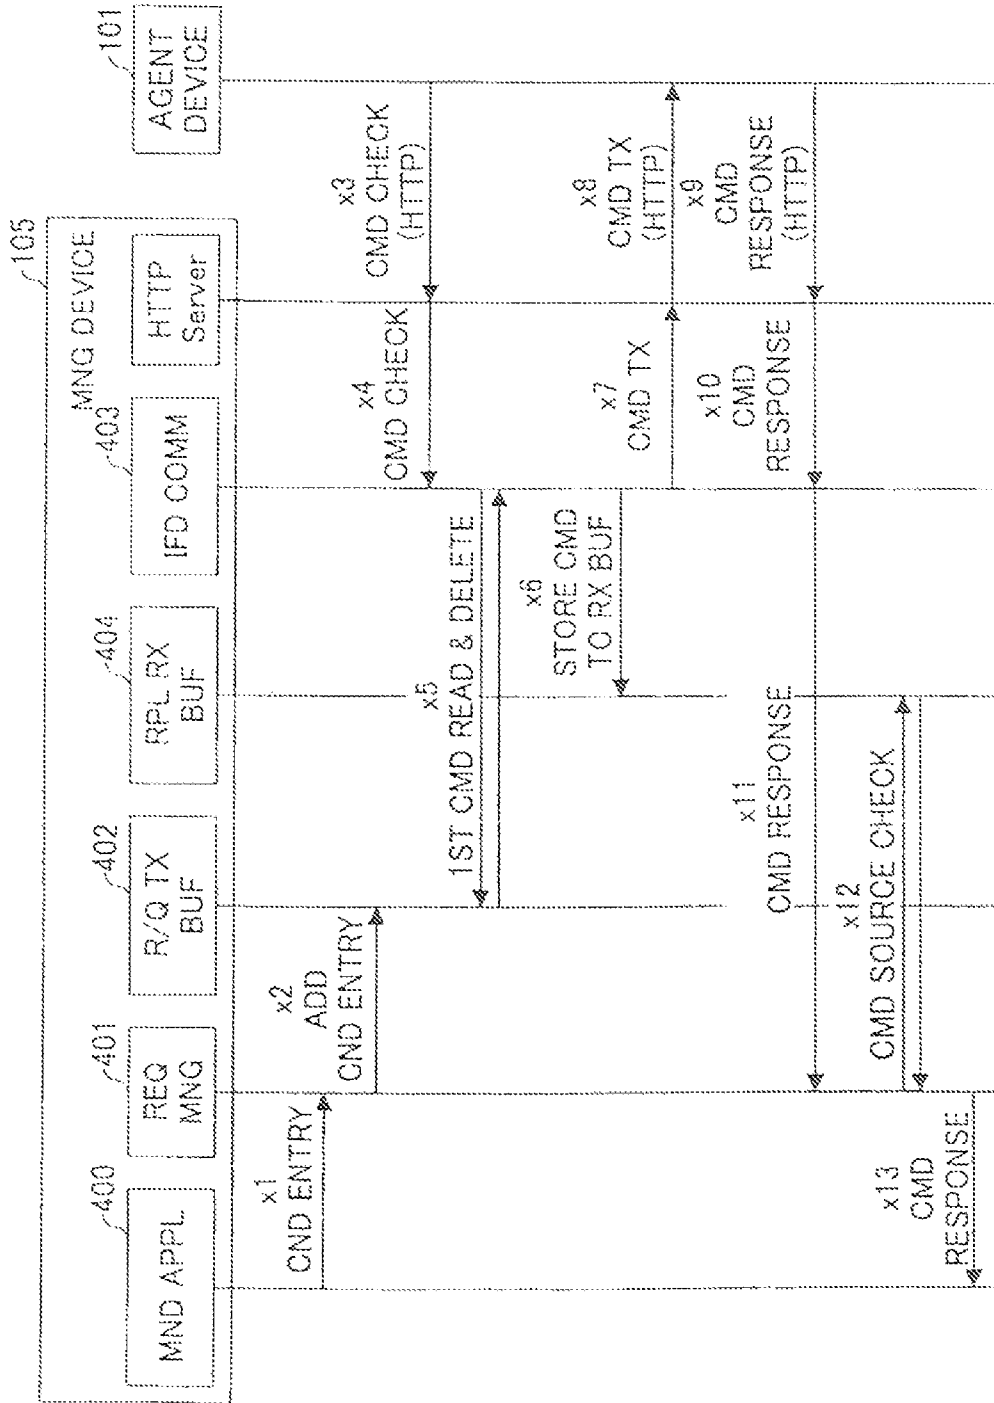 105
MNG DEVICE
400
MND APPL.
401
REQ
MNG
402
R/Q TX
BUF
404
RPL RX
BUF
403
IFD COMM
HTTP
Server
101
AGENT
DEVICE
x1
CND ENTRY
x2
ADD
CND ENTRY
x3
CMD CHECK
(HTTP)
x4
CMD CHECK
x5
1ST CMD READ & DELETE
x6
STORE CMD
TO RX BUF
x7
CMD TX
x8
CMD TX
(HTTP)
x9
CMD
RESPONSE
(HTTP)
x10
CMD
RESPONSE
x11
CMD RESPONSE
x12
CMD SOURCE CHECK
x13
CMD
RESPONSE